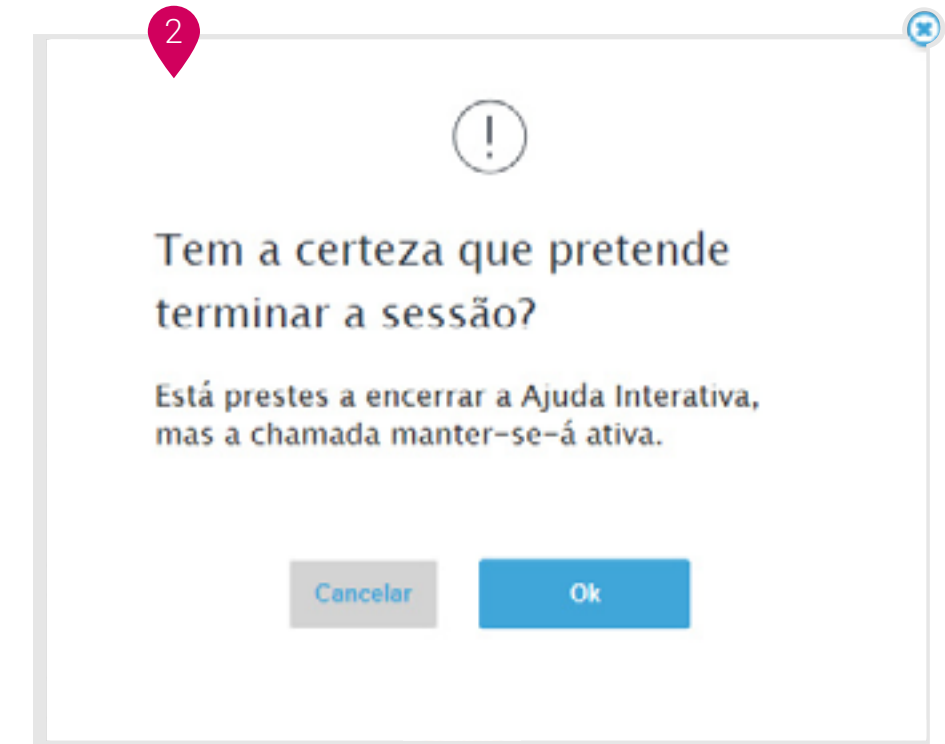 2
Tem a certeza que pretende
terminar a sessão?
Está prestes a encerrar a Ajuda Interativa,
mas a chamada manter-se-á ativa.
Cancelar
Ok